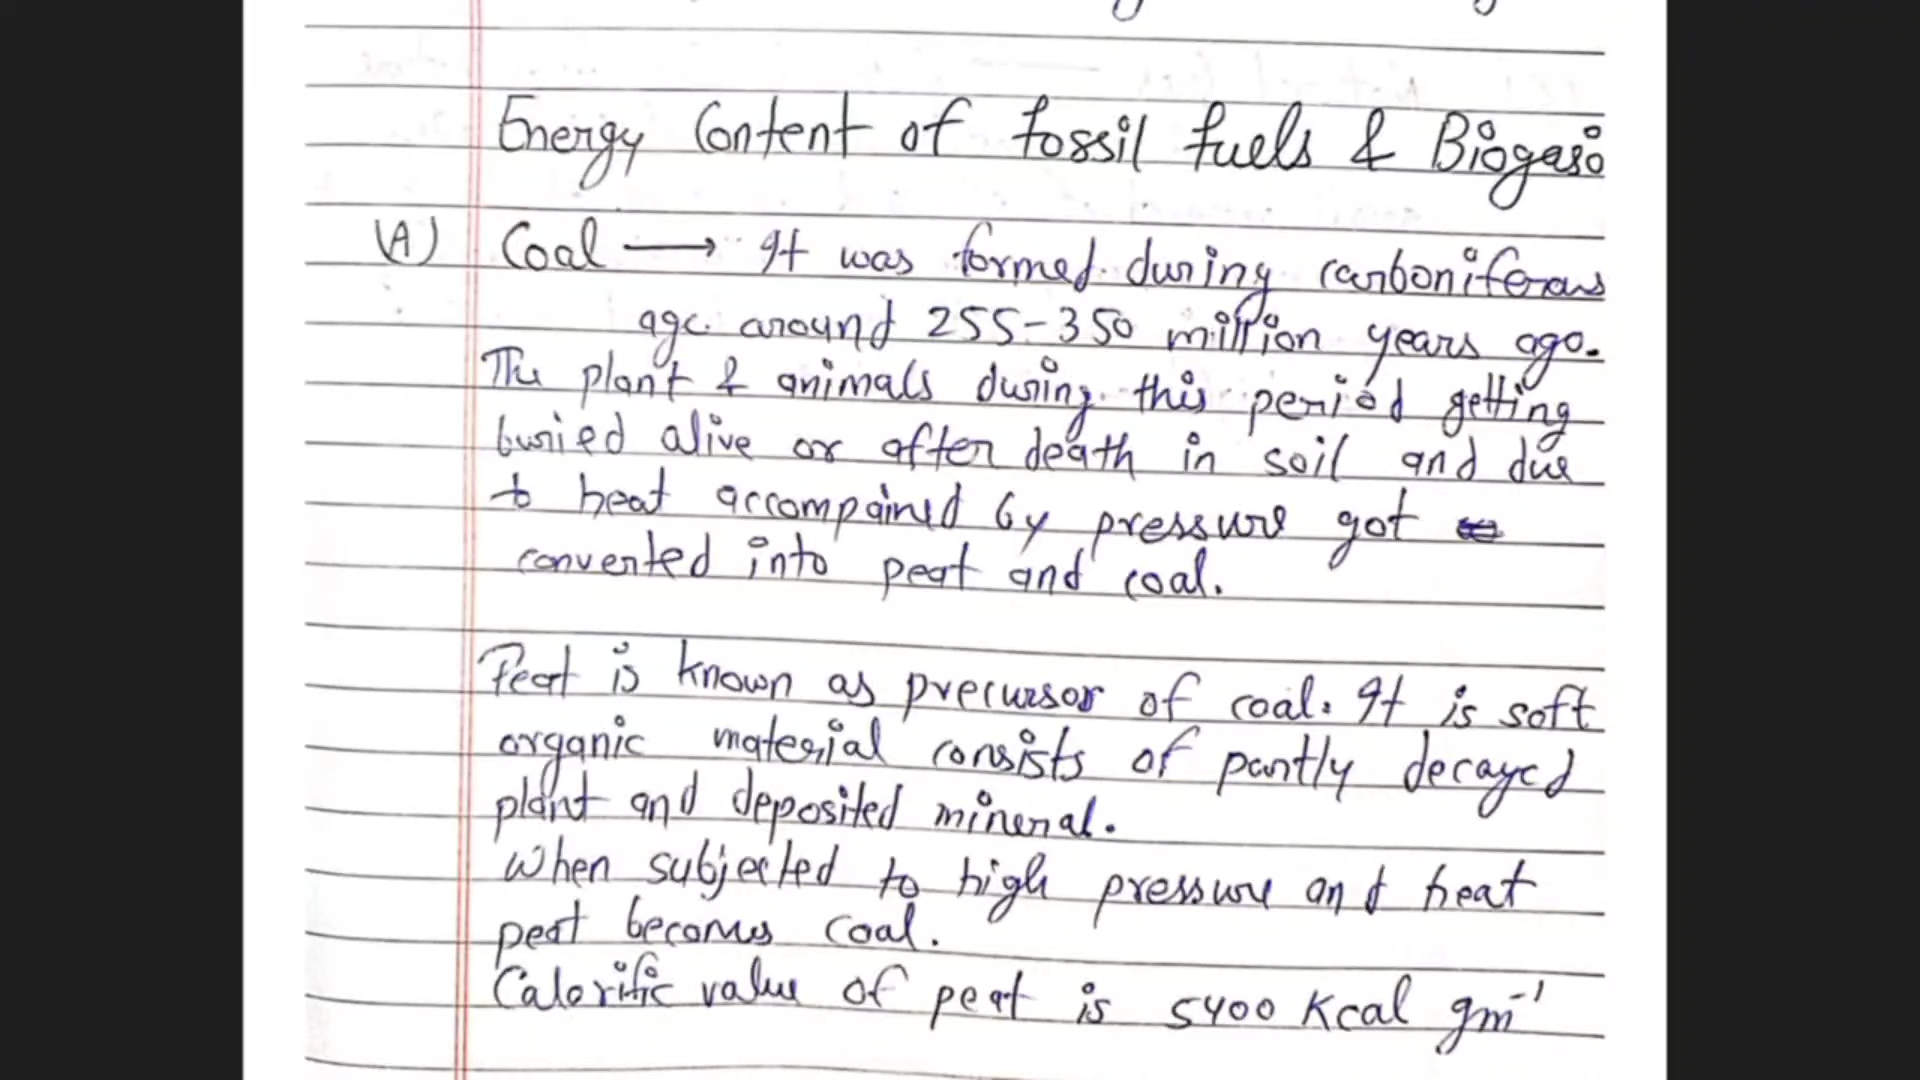 Energy Content of fossil fuels & Biogas
(A) Coal → It was formed during carboniferous
age around 255-350 million years ago.
The plant & animals during this period getting
buried alive or after death in soil and due
to heat accompained by pressure got
converted into peat and coal.
Peat is known as precursor of coal. It is soft
organic material consists of partly decayed
plant and deposited mineral.
When subjected to high pressure and heat
peat becomes coal.
Calorific value of peat is 5400 Kcal gm⁻¹